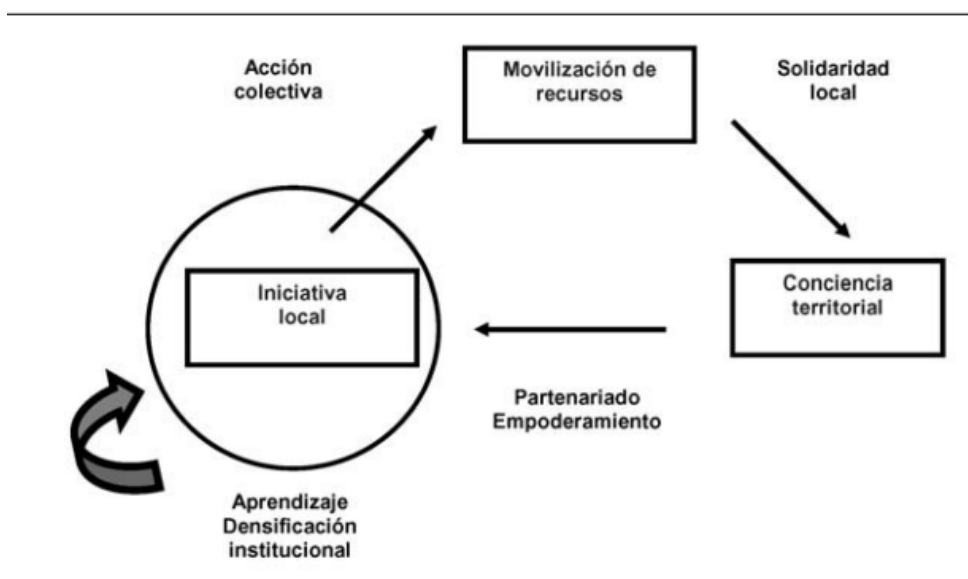 Acción
colectiva
Movilización de
recursos
Solidaridad
local
Iniciativa
local
Conciencia
territorial
Partenariado
Empoderamiento
Aprendizaje
Densificación
institucional